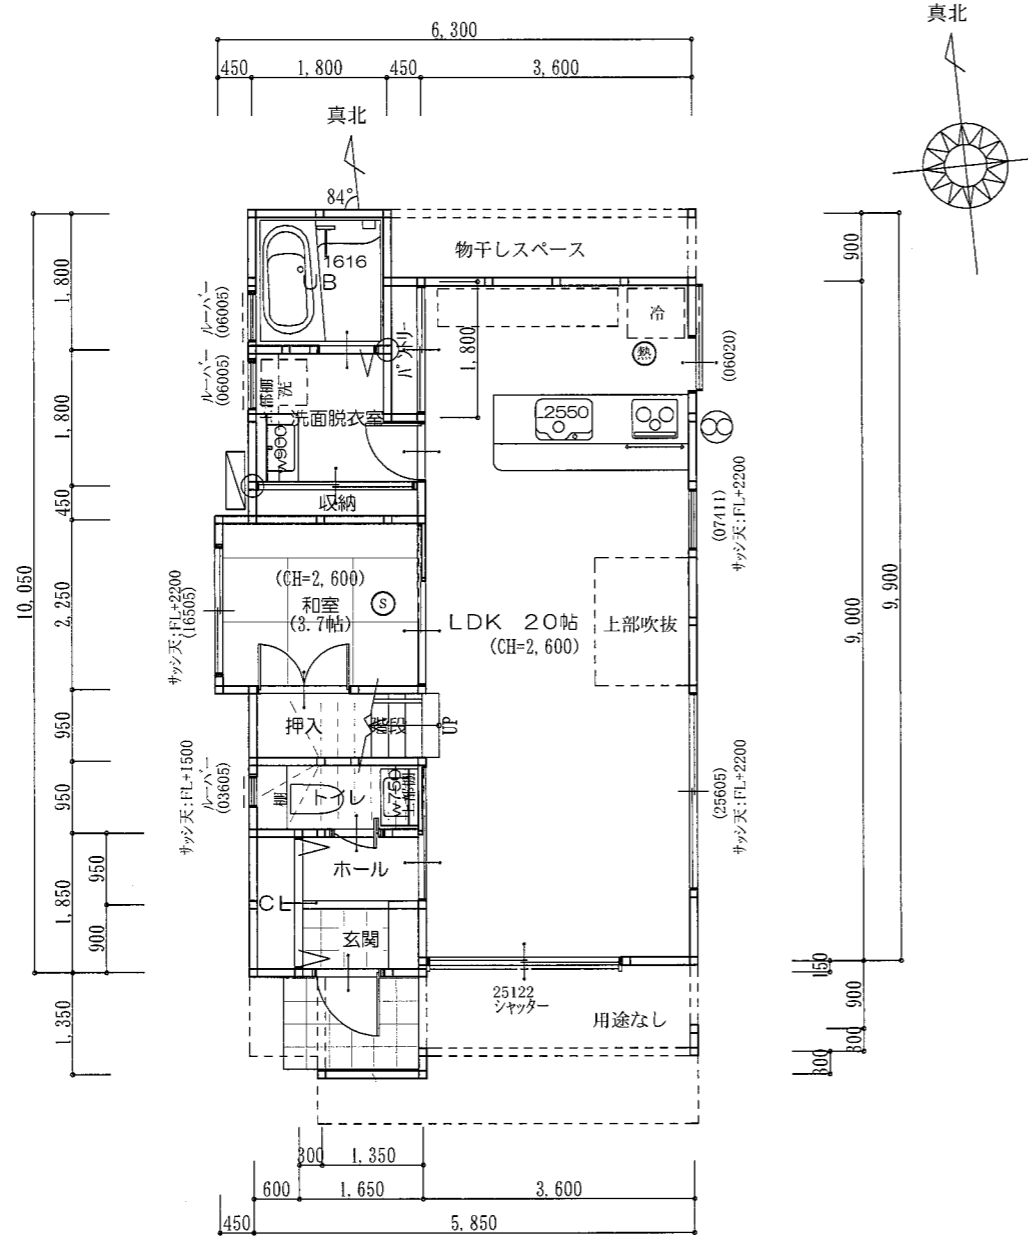 真北
6,300
450
1,800
450
3,600
真北
84°
物干しスペース
1616
B
冷
熱
パントリー
1,800
ルーバー
(06005)
ルーバー
(06005)
洗
洗面脱衣室
W900
L2550
(06020)
収納
(07411)
サッシ天:FL+2200
(CH=2,600)
和室
(3.7帖)
S
サッシ天:FL+2200
(16505)
LDK 20帖
(CH=2,600)
上部吹抜
押入
階段
UP
サッシ天:FL+1500
ルーバー
(03605)
棚
トイレ
W750
上部棚
(25605)
サッシ天:FL+2200
ホール
CL
玄関
25122
シャッター
用途なし
10,050
1,800
1,800
450
2,250
950
950
1,850
950
900
1,350
900
9,000
9,900
150
900
300
300
300
1,350
600
1,650
3,600
450
5,850